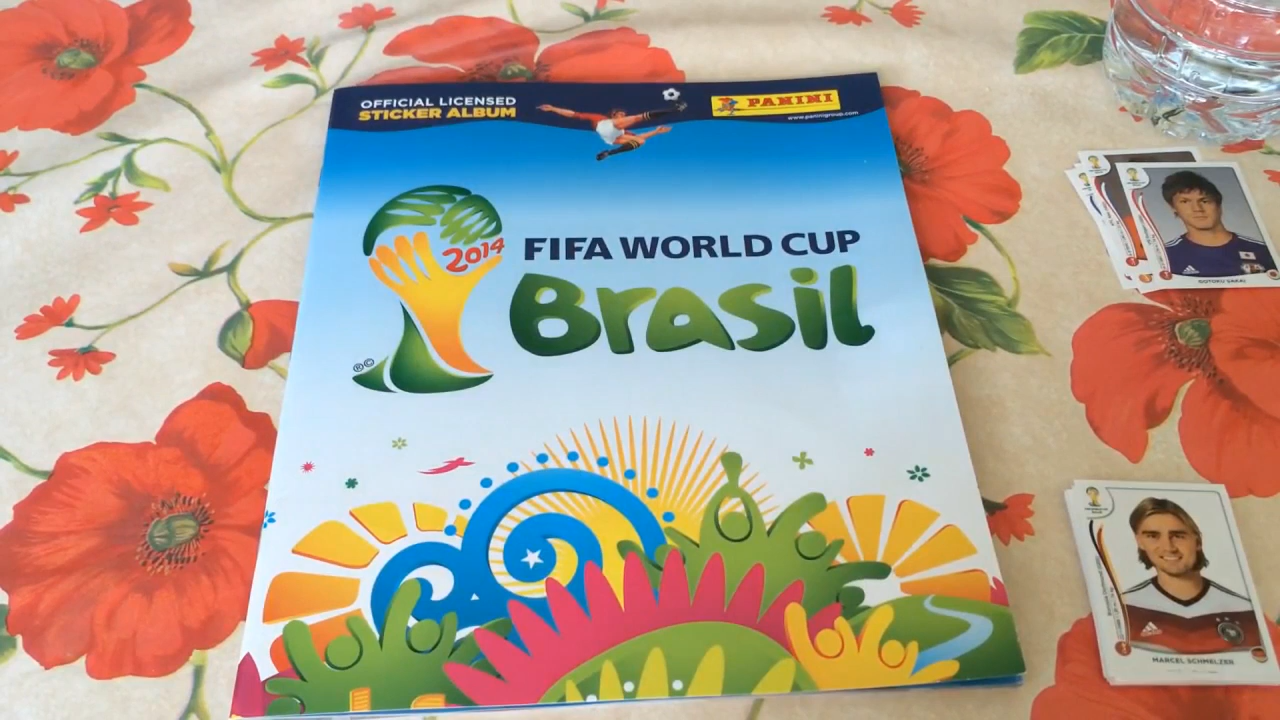 OFFICIAL LICENSED
STICKER ALBUM
PANINI
www.paninigroup.com
2014
FIFA WORLD CUP
Brasil
®©
GOTOKU SAKAI
MARCEL SCHMELZER